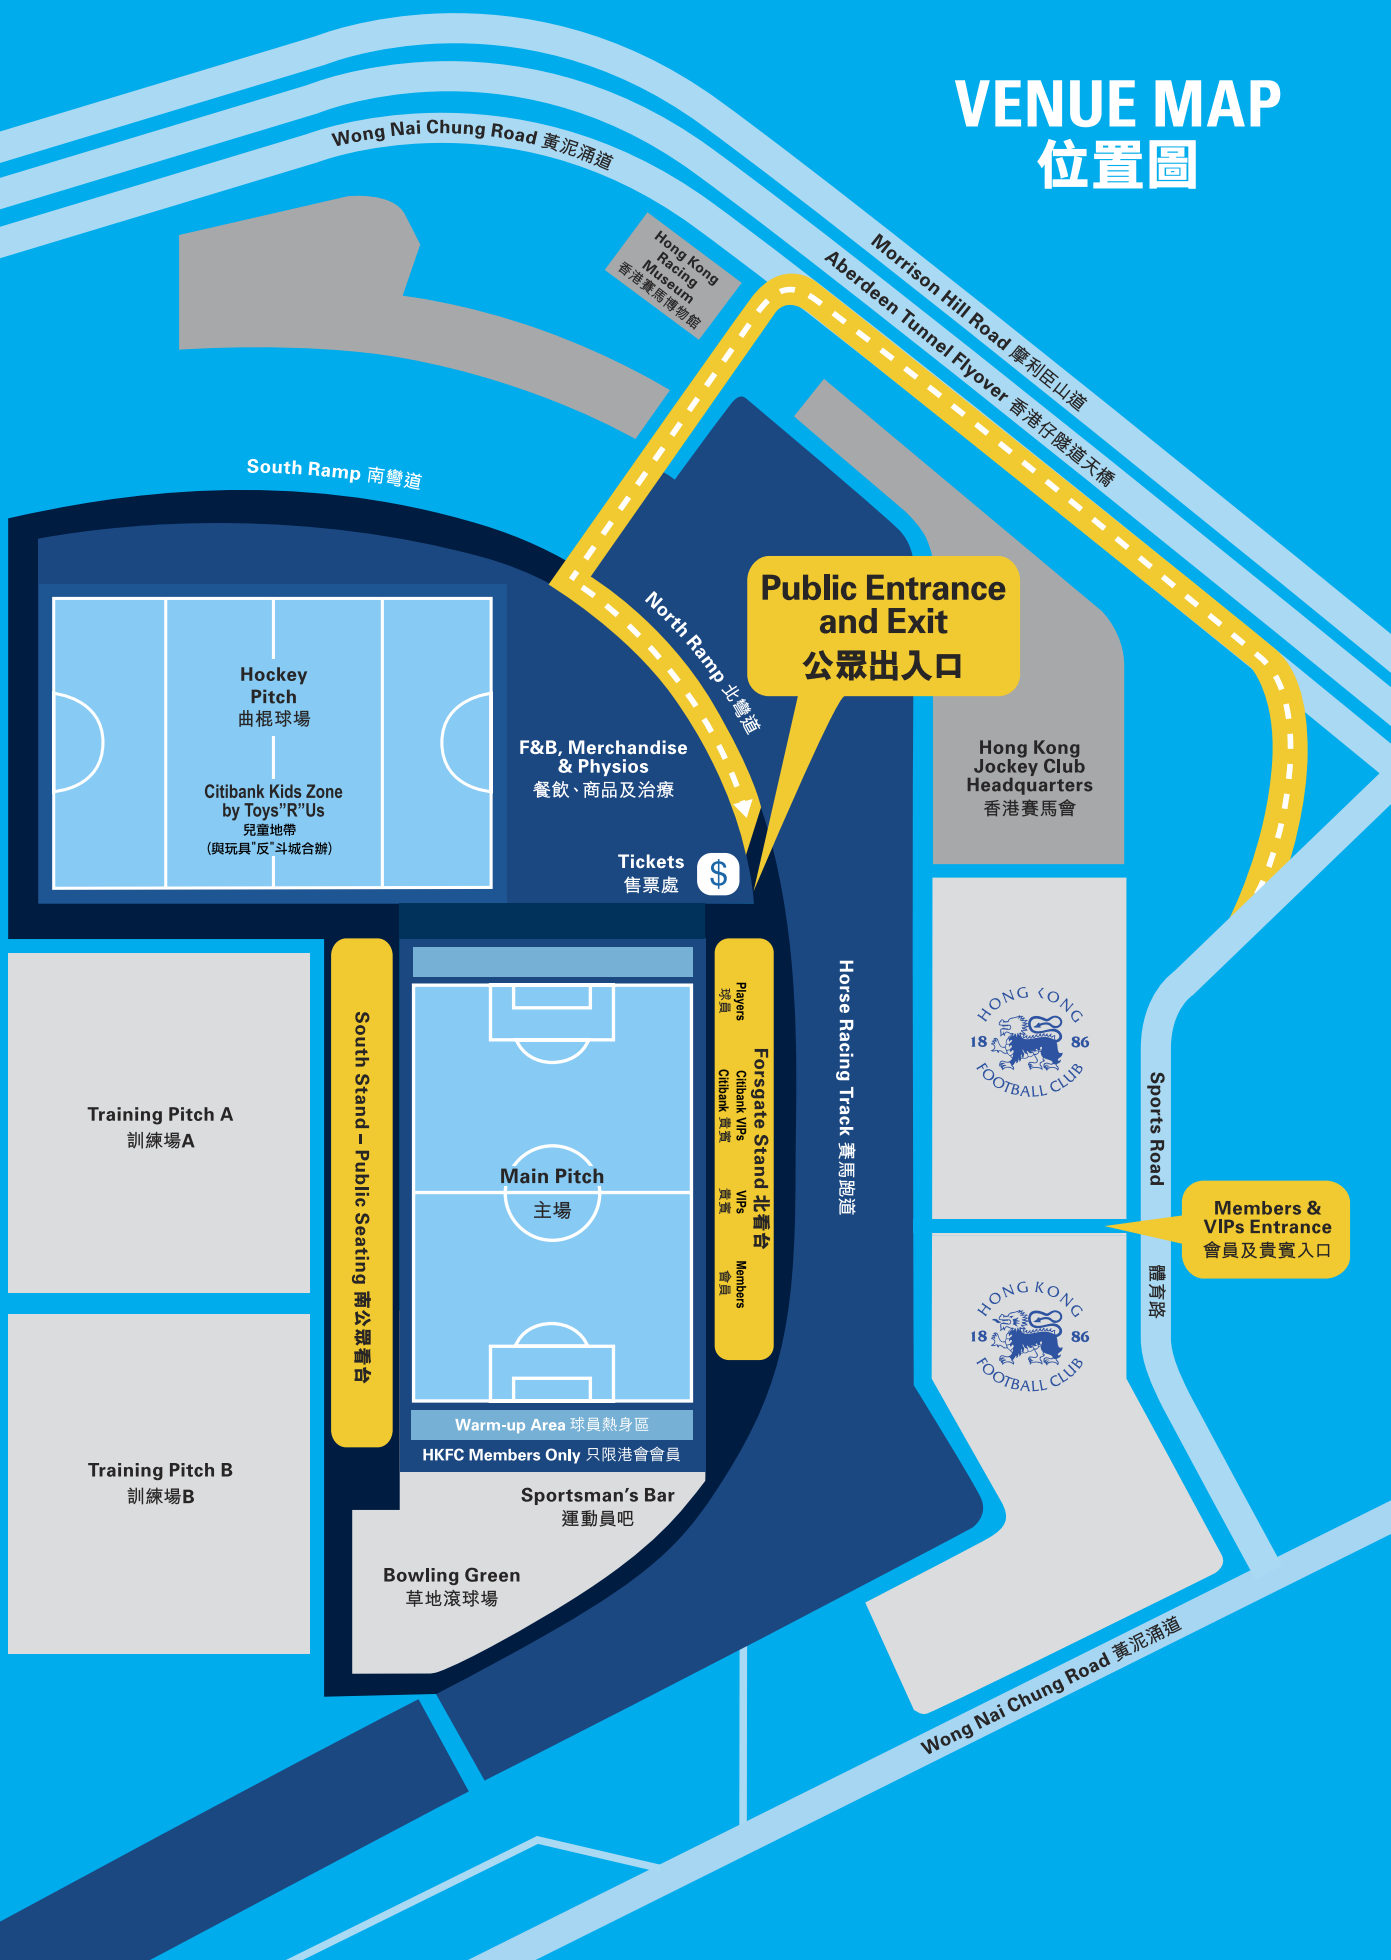 VENUE MAP
位置圖
Wong Nai Chung Road 黃泥涌道
Hong Kong
Racing
Museum
香港賽馬博物館
Morrison Hill Road 摩利臣山道
Aberdeen Tunnel Flyover 香港仔隧道天橋
South Ramp 南彎道
North Ramp 北彎道
Public Entrance
and Exit
公眾出入口
Hockey
Pitch
曲棍球場
Citibank Kids Zone
by Toys”R”Us
兒童地帶
(與玩具"反"斗城合辦)
F&B, Merchandise
& Physios
餐飲、商品及治療
Tickets
售票處
$
Hong Kong
Jockey Club
Headquarters
香港賽馬會
Training Pitch A
訓練場A
Training Pitch B
訓練場B
South Stand – Public Seating 南公眾看台
Main Pitch
主場
Players
球員
Citibank VIPs
Citibank 貴賓
VIPs
貴賓
Members
會員
Forsgate Stand 北看台
Horse Racing Track 賽馬跑道
HONG KONG
18 86
FOOTBALL CLUB
HONG KONG
18 86
FOOTBALL CLUB
Sports Road 體育路
Members &
VIPs Entrance
會員及貴賓入口
Warm-up Area 球員熱身區
HKFC Members Only 只限港會會員
Sportsman’s Bar
運動員吧
Bowling Green
草地滾球場
Wong Nai Chung Road 黃泥涌道